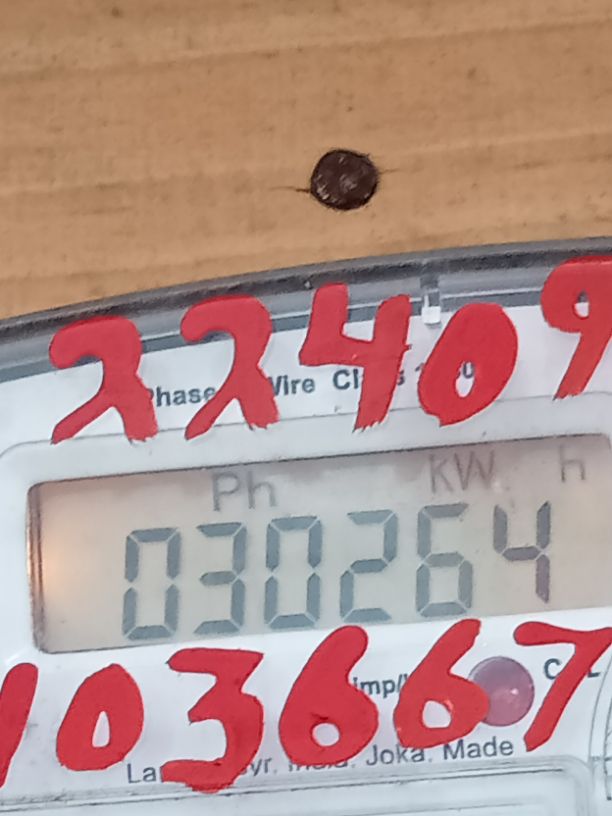 22409
Phase Wire Cl
Ph kW h
030264
103667
imp/
Joka. Made